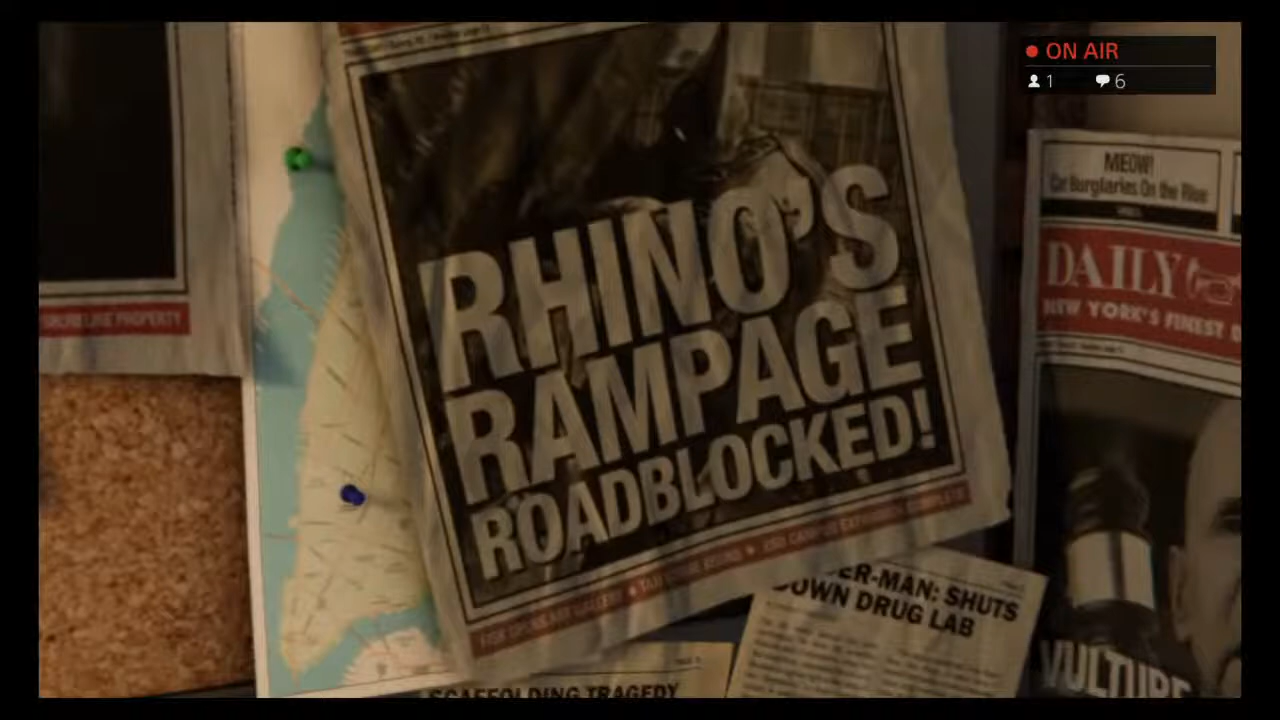 ON AIR
1 6
MEOW!
Cat Burglaries On the Rise
DAILY
NEW YORK'S FINEST
RHINO'S
RAMPAGE
ROADBLOCKED!
PROPERTY
ER-MAN: SHUTS
DOWN DRUG LAB
SCAFFOLDING TRAGEDY
VULTURE